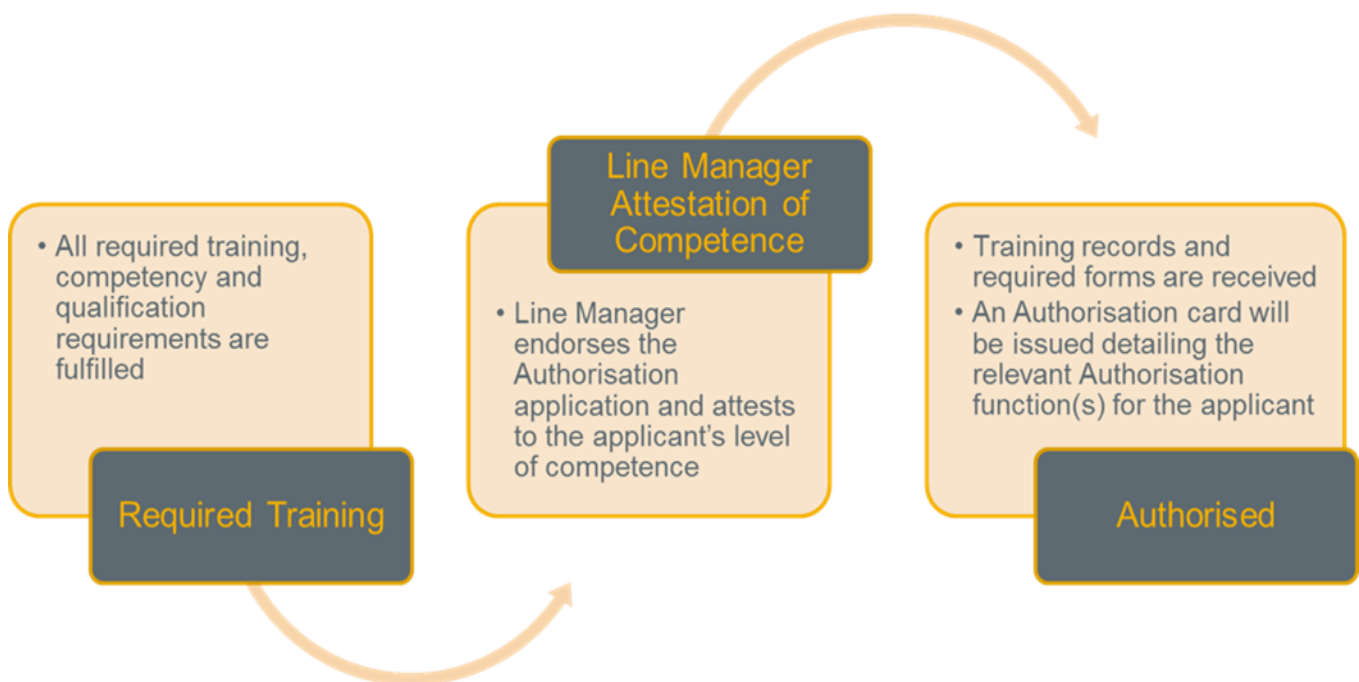 • All required training,
competency and
qualification
requirements are
fulfilled
Required Training
Line Manager
Attestation of
Competence
• Line Manager
endorses the
Authorisation
application and attests
to the applicant’s level
of competence
• Training records and
required forms are received
• An Authorisation card will
be issued detailing the
relevant Authorisation
function(s) for the applicant
Authorised